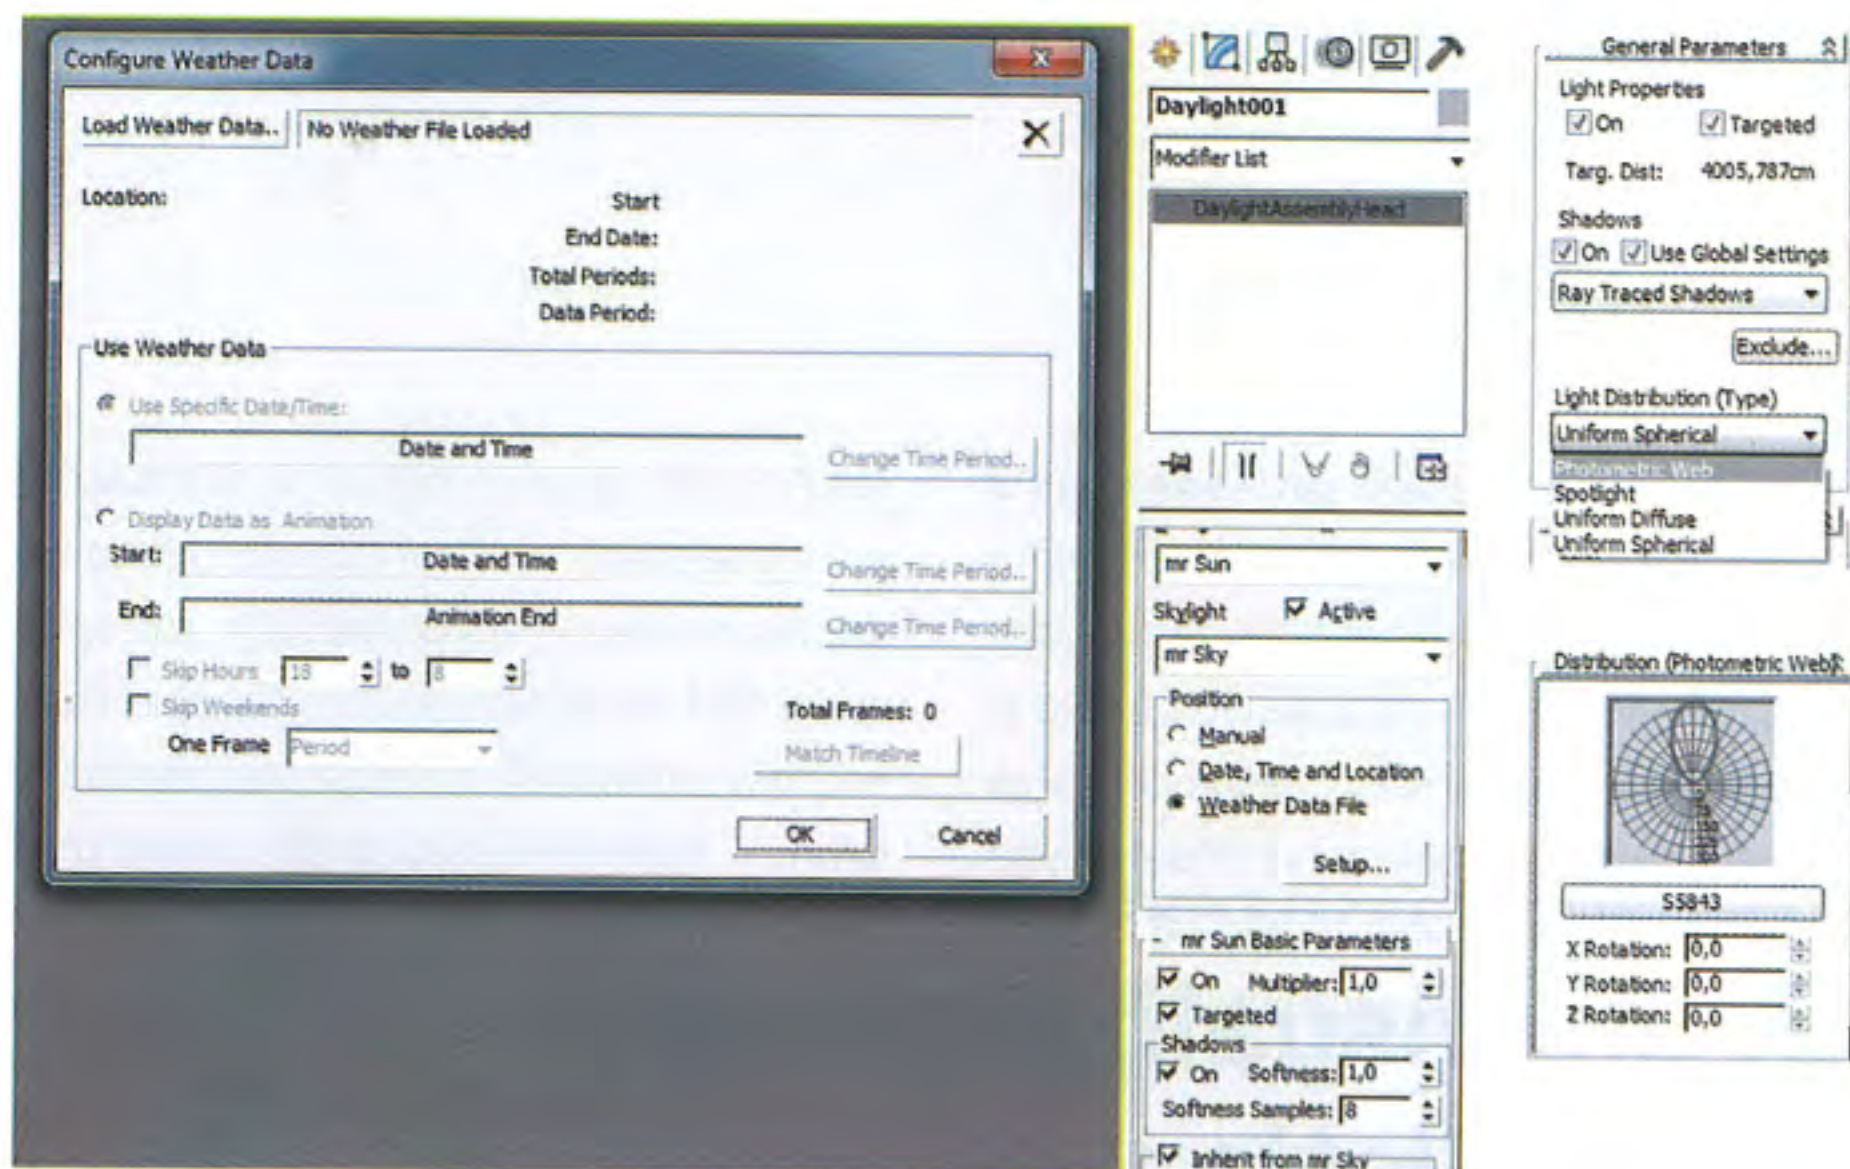 Configure Weather Data
Load Weather Data..
No Weather File Loaded
Location:
Start
End Date:
Total Periods:
Data Period:
Use Weather Data
Use Specific Date/Time:
Date and Time
Change Time Period..
Display Data as Animation
Start:
Date and Time
Change Time Period..
End:
Animation End
Change Time Period..
Skip Hours 18 to 8
Skip Weekends
Total Frames: 0
One Frame Period
Match Timeline
OK
Cancel
Daylight001
Modifier List
DaylightAssemblyHead
mr Sun
Skylight Active
mr Sky
Position
Manual
Date, Time and Location
Weather Data File
Setup...
- mr Sun Basic Parameters
On Multiplier: 1,0
Targeted
Shadows
On Softness: 1,0
Softness Samples: 8
Inherit from mr Sky
General Parameters
Light Properties
On Targeted
Targ. Dist: 4005,787cm
Shadows
On Use Global Settings
Ray Traced Shadows
Exclude...
Light Distribution (Type)
Uniform Spherical
Photometric Web
Spotlight
Uniform Diffuse
Uniform Spherical
Distribution (Photometric Web)
S5843
X Rotation: 0,0
Y Rotation: 0,0
Z Rotation: 0,0